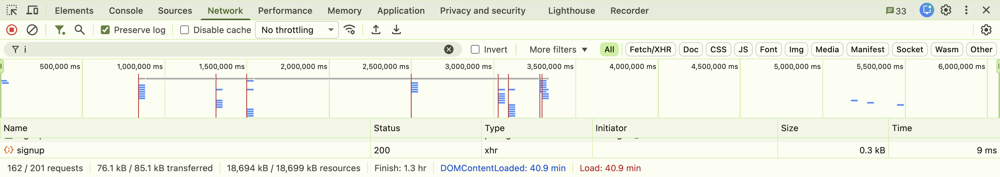 Elements Console Sources Network Performance Memory Application Privacy and security Lighthouse Recorder 33
Preserve log Disable cache No throttling
i Invert More filters All Fetch/XHR Doc CSS JS Font Img Media Manifest Socket Wasm Other
500,000 ms 1,000,000 ms 1,500,000 ms 2,000,000 ms 2,500,000 ms 3,000,000 ms 3,500,000 ms 4,000,000 ms 4,500,000 ms 5,000,000 ms 5,500,000 ms 6,000,000 ms
Name Status Type Initiator Size Time
signup 200 xhr 0.3 kB 9 ms
162 / 201 requests 76.1 kB / 85.1 kB transferred 18,694 kB / 18,699 kB resources Finish: 1.3 hr DOMContentLoaded: 40.9 min Load: 40.9 min